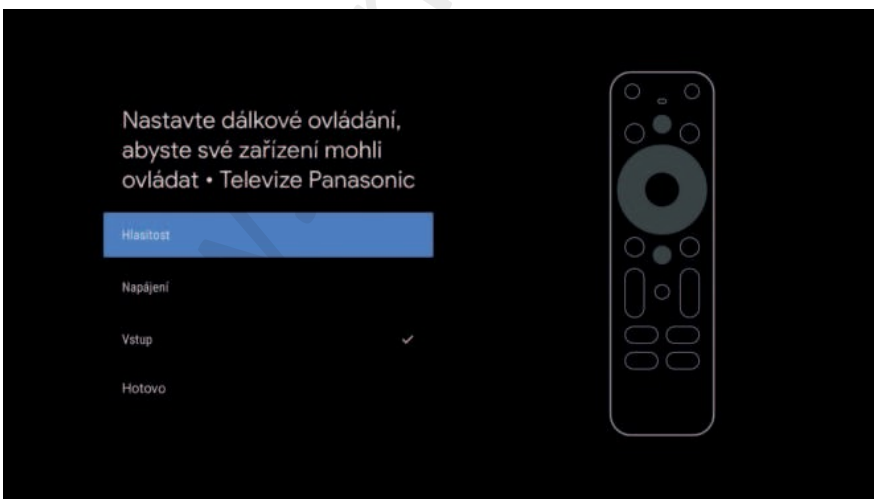 Nastavte dálkové ovládání,
abyste své zařízení mohli
ovládat • Televize Panasonic
Hlasitost
Napájení
Vstup
Hotovo